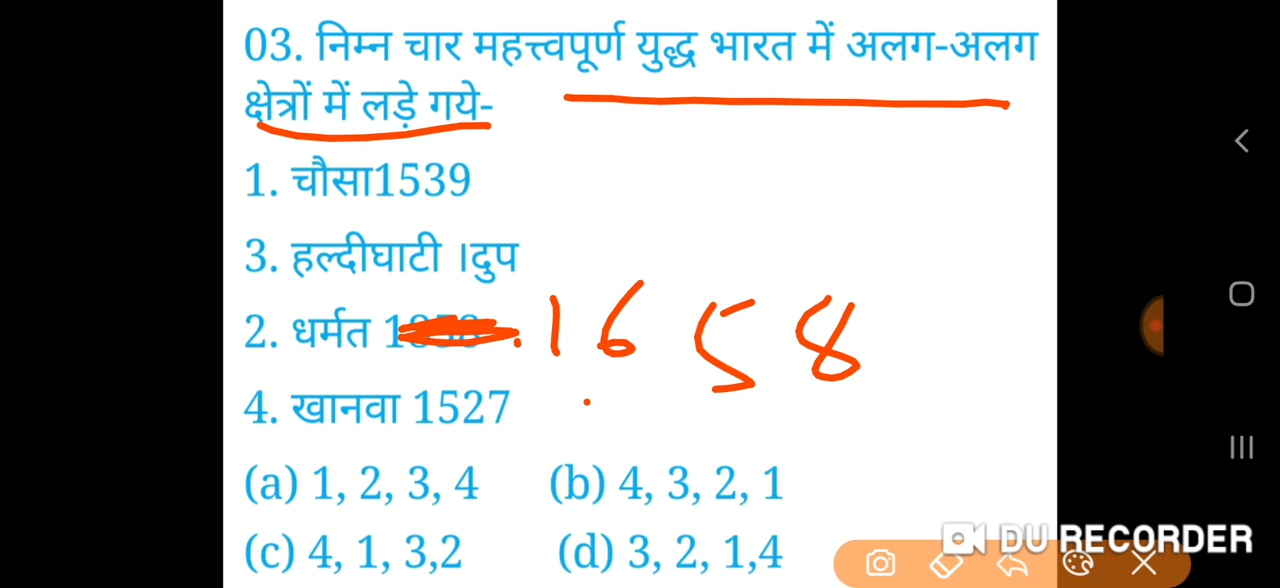 03. निम्न चार महत्त्वपूर्ण युद्ध भारत में अलग-अलग
क्षेत्रों में लड़े गये-
1. चौसा1539
3. हल्दीघाटी ।दुप
2. धर्मत 1 1658
4. खानवा 1527
(a) 1, 2, 3, 4 (b) 4, 3, 2, 1
(c) 4, 1, 3,2 (d) 3, 2, 1,4
DU RECORDER